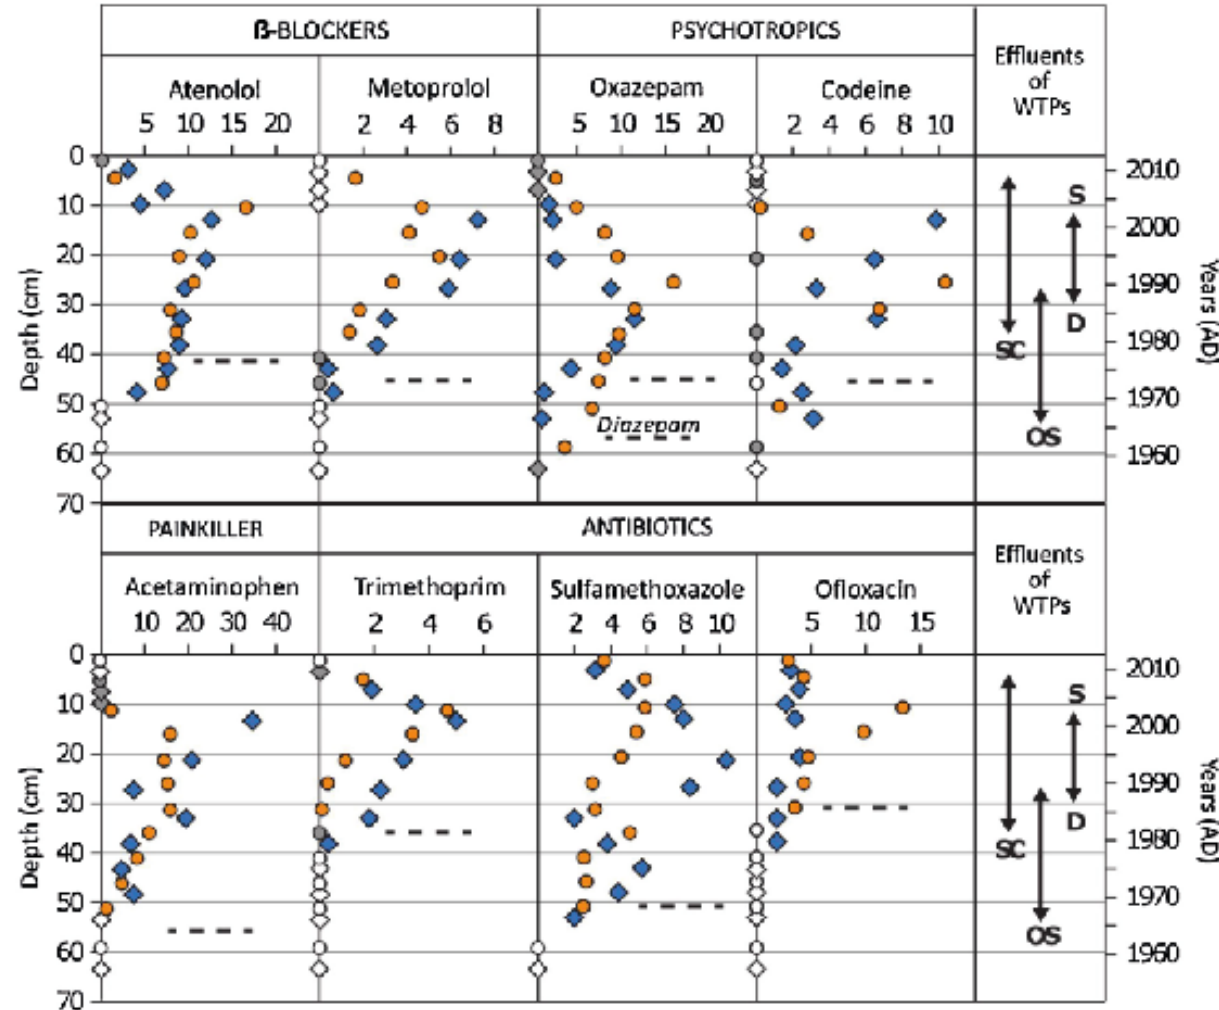 ß-BLOCKERS PSYCHOTROPICS Effluents of WTPs
Atenolol Metoprolol Oxazepam Codeine
5 10 15 20 2 4 6 8 5 10 15 20 2 4 6 8 10
0 2010
S
10
2000
20
1990
30
D
1980
SC
40
1970
50
Diazepam
OS
60 1960
70
Depth (cm)
Years (AD)
PAINKILLER ANTIBIOTICS Effluents of WTPs
Acetaminophen Trimethoprim Sulfamethoxazole Ofloxacin
10 20 30 40 2 4 6 2 4 6 8 10 5 10 15
0 2010
S
10
2000
20
1990
30
D
1980
SC
40
1970
50
OS
60 1960
70
Depth (cm)
Years (AD)